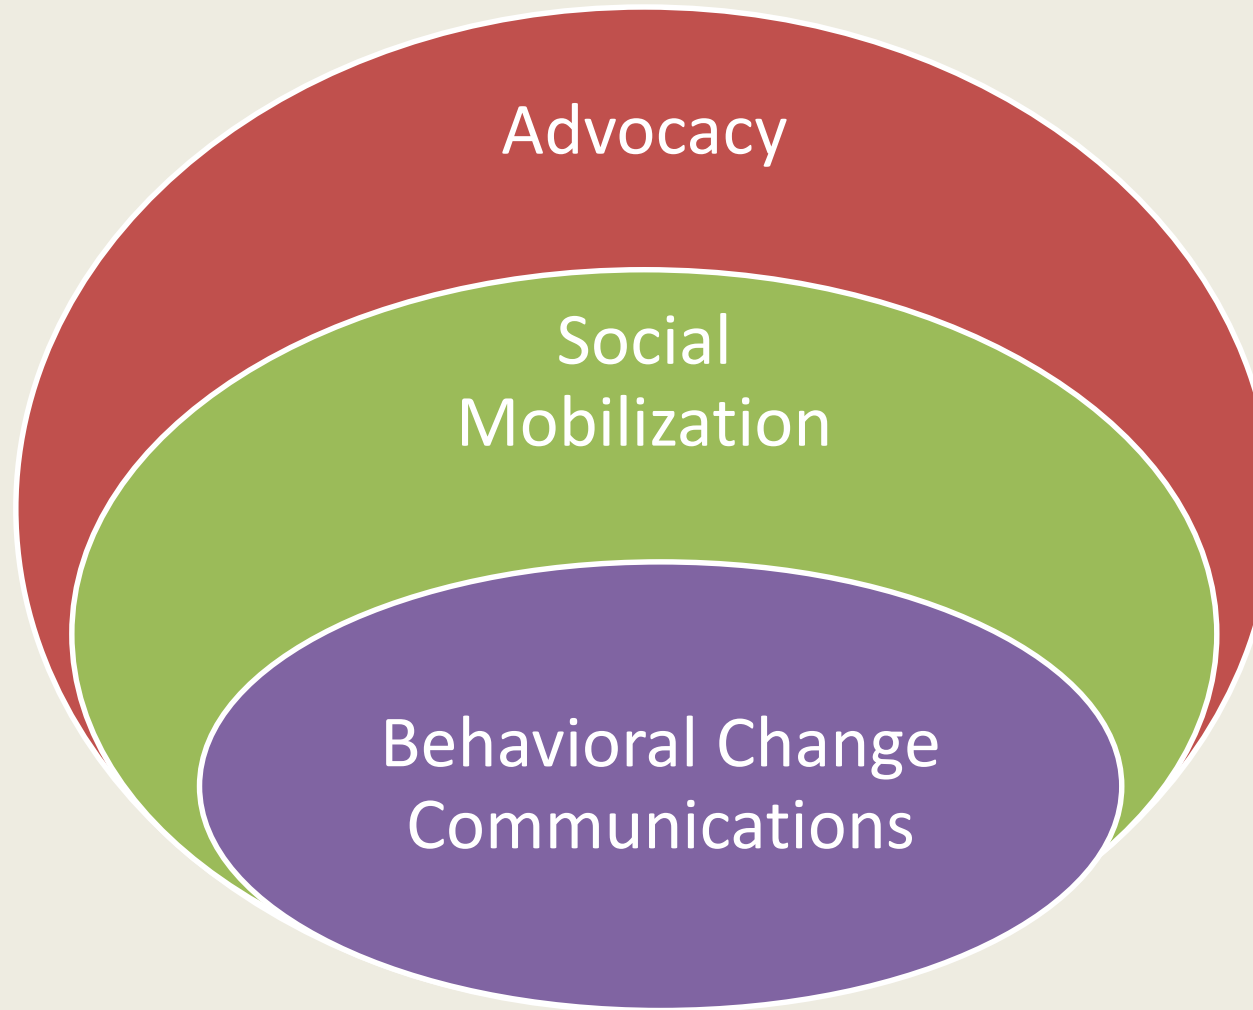 Advocacy
Social
Mobilization
Behavioral Change
Communications